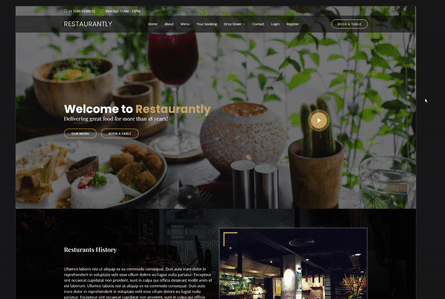 Mon-Sat: 11AM - 23PM
RESTAURANTLY
Home About Menu Your Booking Drop Down Contact Login Register
BOOK A TABLE
Welcome to Restaurantly
Delivering great food for more than 18 years!
OUR MENU BOOK A TABLE
Resturants History
Ullamco laboris nisi ut aliquip ex ea commodo consequat. Duis aute irure dolor in
reprehenderit in voluptate velit esse cillum dolore eu fugiat nulla pariatur. Excepteur
sint occaecat cupidatat non proident, sunt in culpa qui officia deserunt mollit anim id
est laborum. Ullamco laboris nisi ut aliquip ex ea commodo consequat. Duis aute
irure dolor in reprehenderit in voluptate velit esse cillum dolore eu fugiat nulla
pariatur. Excepteur sint occaecat cupidatat non proident, sunt in culpa qui officia